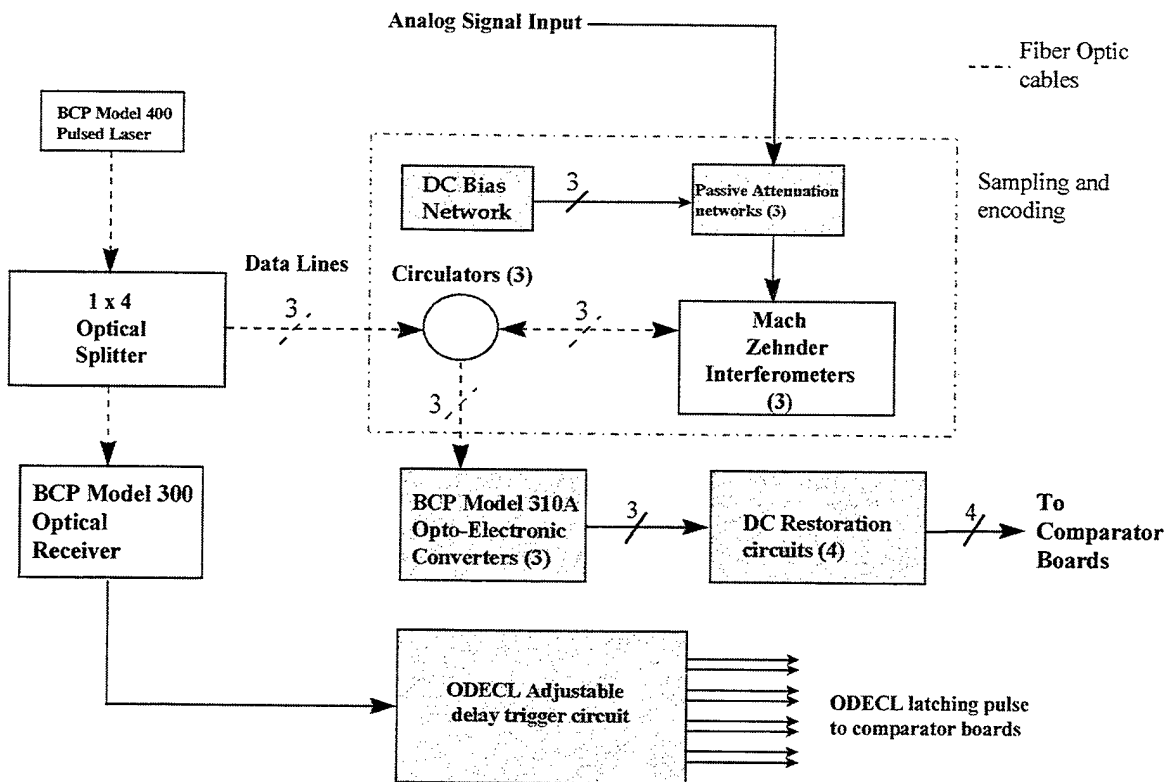 Analog Signal Input
Fiber Optic
cables
BCP Model 400
Pulsed Laser
DC Bias
Network
3
Passive Attenuation
networks (3)
Sampling and
encoding
Data Lines
Circulators (3)
1 x 4
Optical
Splitter
3
3
Mach
Zehnder
Interferometers
(3)
3
BCP Model 300
Optical
Receiver
BCP Model 310A
Opto-Electronic
Converters (3)
3
DC Restoration
circuits (4)
4
To
Comparator
Boards
ODECL Adjustable
delay trigger circuit
ODECL latching pulse
to comparator boards